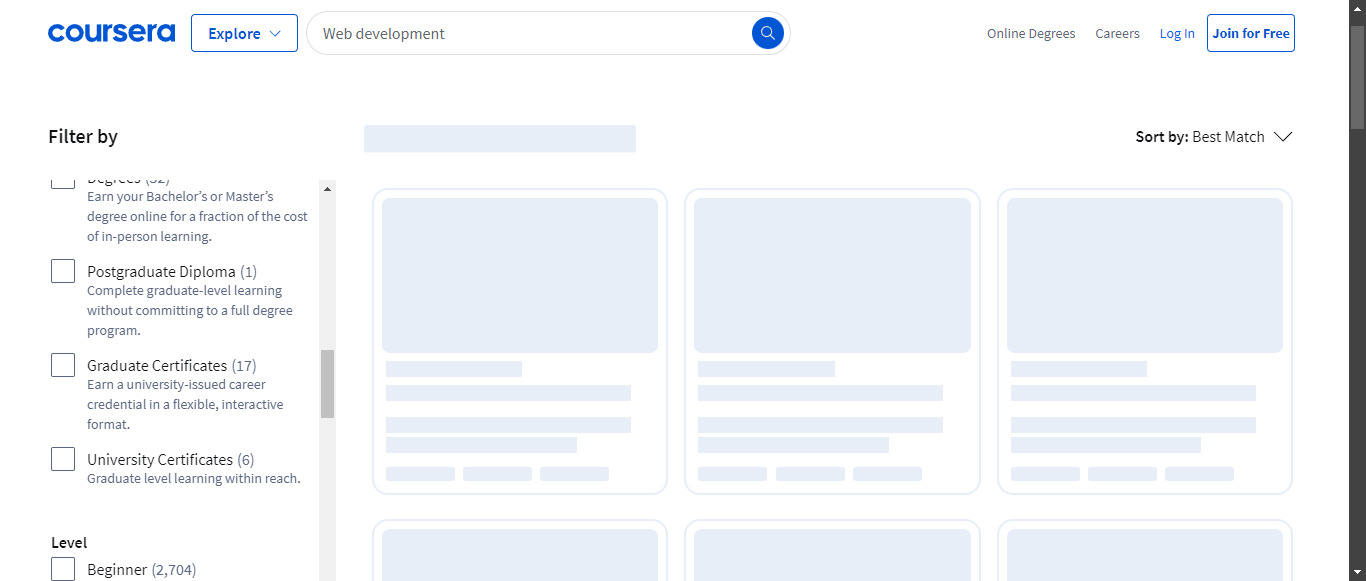 coursera
Explore
Web development
Online Degrees
Careers
Log In
Join for Free
Filter by
Sort by: Best Match
Degrees (52)
Earn your Bachelor’s or Master’s
degree online for a fraction of the cost
of in-person learning.
Postgraduate Diploma (1)
Complete graduate-level learning
without committing to a full degree
program.
Graduate Certificates (17)
Earn a university-issued career
credential in a flexible, interactive
format.
University Certificates (6)
Graduate level learning within reach.
Level
Beginner (2,704)